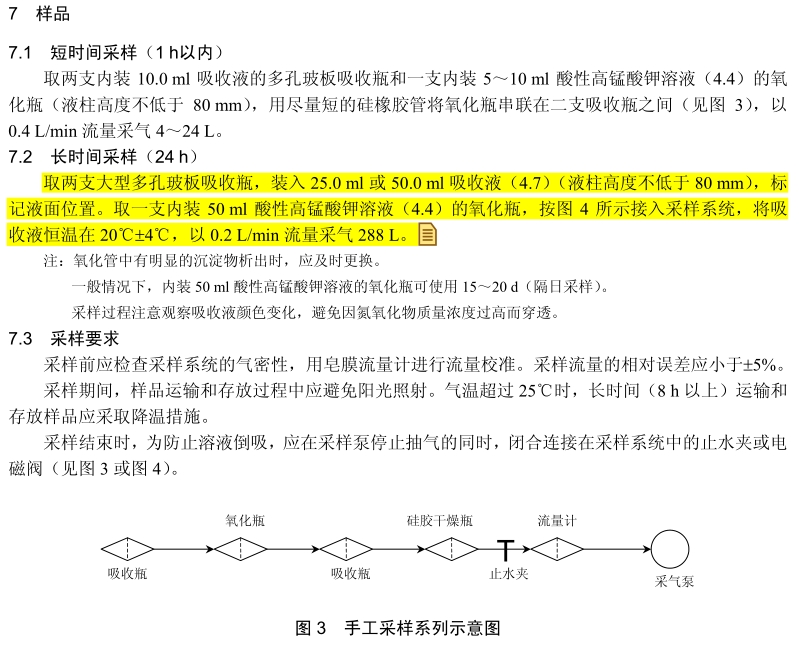 7 样品
7.1 短时间采样（1 h以内）
取两支内装 10.0 ml 吸收液的多孔玻板吸收瓶和一支内装 5～10 ml 酸性高锰酸钾溶液（4.4）的氧
化瓶（液柱高度不低于 80 mm），用尽量短的硅橡胶管将氧化瓶串联在二支吸收瓶之间（见图 3），以
0.4 L/min 流量采气 4～24 L。
7.2 长时间采样（24 h）
取两支大型多孔玻板吸收瓶，装入 25.0 ml 或 50.0 ml 吸收液（4.7）（液柱高度不低于 80 mm），标
记液面位置。取一支内装 50 ml 酸性高锰酸钾溶液（4.4）的氧化瓶，按图 4 所示接入采样系统，将吸
收液恒温在 20℃±4℃，以 0.2 L/min 流量采气 288 L。
注：氧化管中有明显的沉淀物析出时，应及时更换。
一般情况下，内装 50 ml 酸性高锰酸钾溶液的氧化瓶可使用 15～20 d（隔日采样）。
采样过程注意观察吸收液颜色变化，避免因氮氧化物质量浓度过高而穿透。
7.3 采样要求
采样前应检查采样系统的气密性，用皂膜流量计进行流量校准。采样流量的相对误差应小于±5%。
采样期间，样品运输和存放过程中应避免阳光照射。气温超过 25℃时，长时间（8 h 以上）运输和
存放样品应采取降温措施。
采样结束时，为防止溶液倒吸，应在采样泵停止抽气的同时，闭合连接在采样系统中的止水夹或电
磁阀（见图 3 或图 4）。
氧化瓶 硅胶干燥瓶 流量计
吸收瓶 吸收瓶 止水夹 采气泵
图 3 手工采样系列示意图